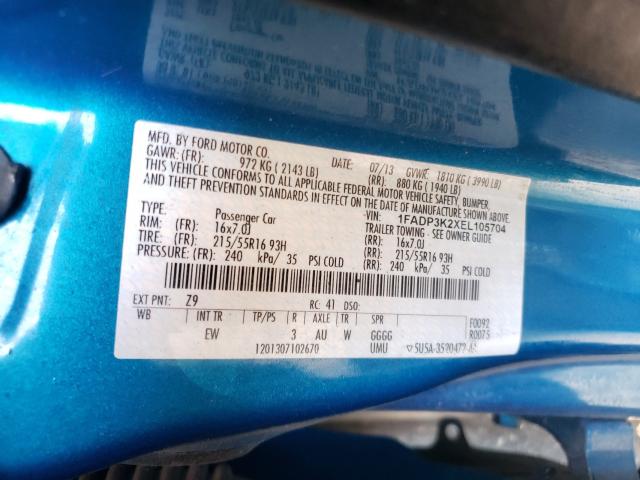 MFD. BY FORD MOTOR CO.
DATE: 07/13 GVWR: 1810 KG ( 3990 LB)
GAWR: (FR): 972 KG ( 2143 LB) (RR): 880 KG ( 1940 LB)
THIS VEHICLE CONFORMS TO ALL APPLICABLE FEDERAL MOTOR VEHICLE SAFETY, BUMPER
AND THEFT PREVENTION STANDARDS IN EFFECT ON THE DATE OF MANUFACTURE SHOWN ABOVE.
VIN: 1FADP3K2XEL105704
TYPE: Passenger Car TRAILER TOWING - SEE OWNER GUIDE
RIM: (FR): 16x7.0J (RR): 16x7.0J
TIRE: (FR): 215/55R16 93H (RR): 215/55R16 93H
PRESSURE: (FR): 240 kPa/ 35 PSI COLD (RR): 240 kPa/ 35 PSI COLD
EXT PNT: Z9 RC: 41 DSO:
WB INT TR TP/PS R AXLE TR SPR F0092
EW 3 AU W GGGG R0075
1201307102670 UMU